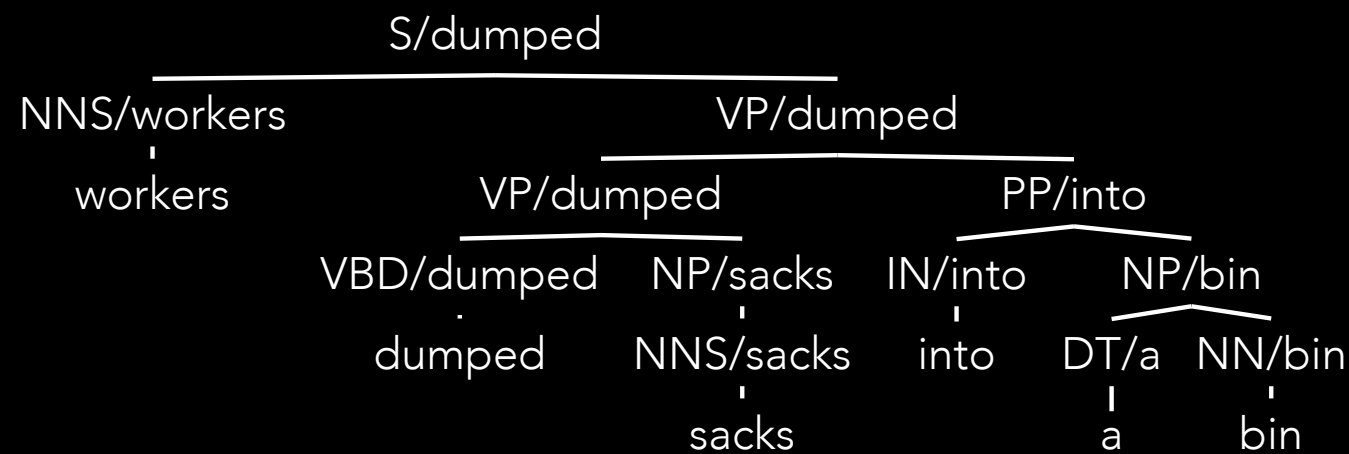 S/dumped
NNS/workers VP/dumped
workers VP/dumped PP/into
VBD/dumped NP/sacks IN/into NP/bin
dumped NNS/sacks into DT/a NN/bin
sacks a bin